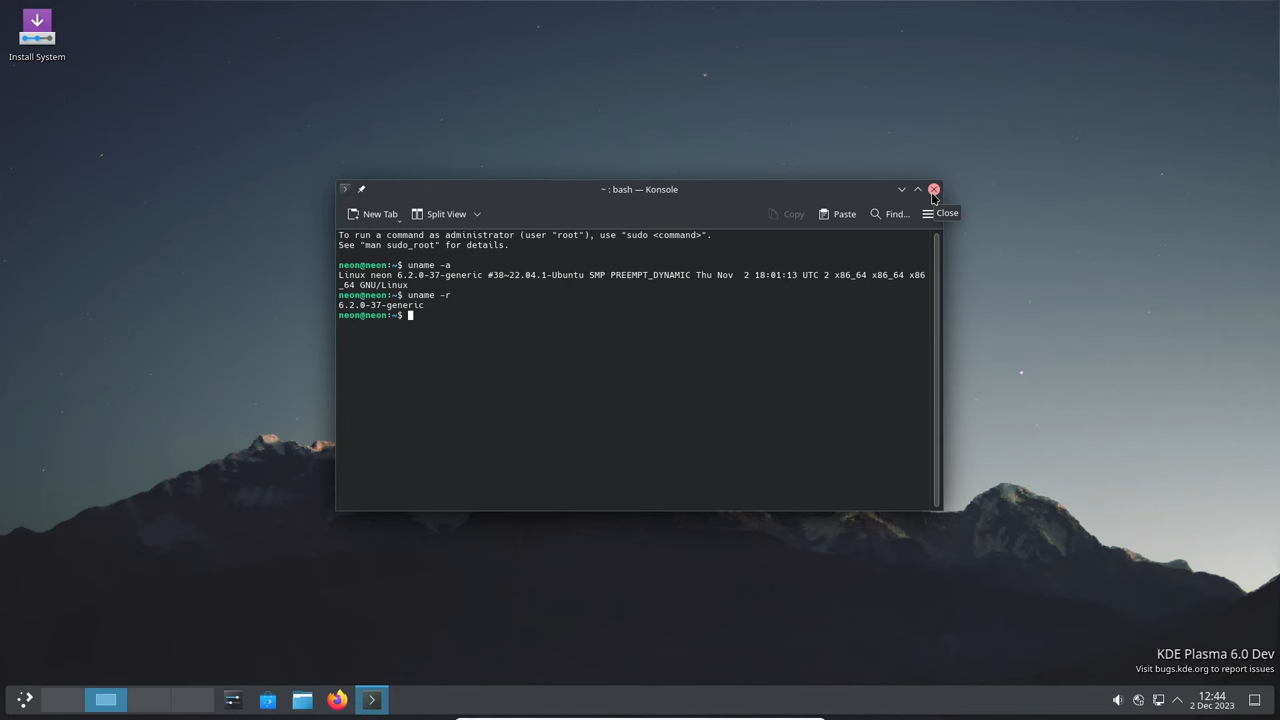 Install System
~ : bash — Konsole
New Tab Split View Copy Paste Find...
Close
To run a command as administrator (user "root"), use "sudo <command>".
See "man sudo_root" for details.
neon@neon:~$ uname -a
Linux neon 6.2.0-37-generic #38~22.04.1-Ubuntu SMP PREEMPT_DYNAMIC Thu Nov  2 18:01:13 UTC 2 x86_64 x86_64 x86
_64 GNU/Linux
neon@neon:~$ uname -r
6.2.0-37-generic
neon@neon:~$
KDE Plasma 6.0 Dev
Visit bugs.kde.org to report issues
12:44
2 Dec 2023